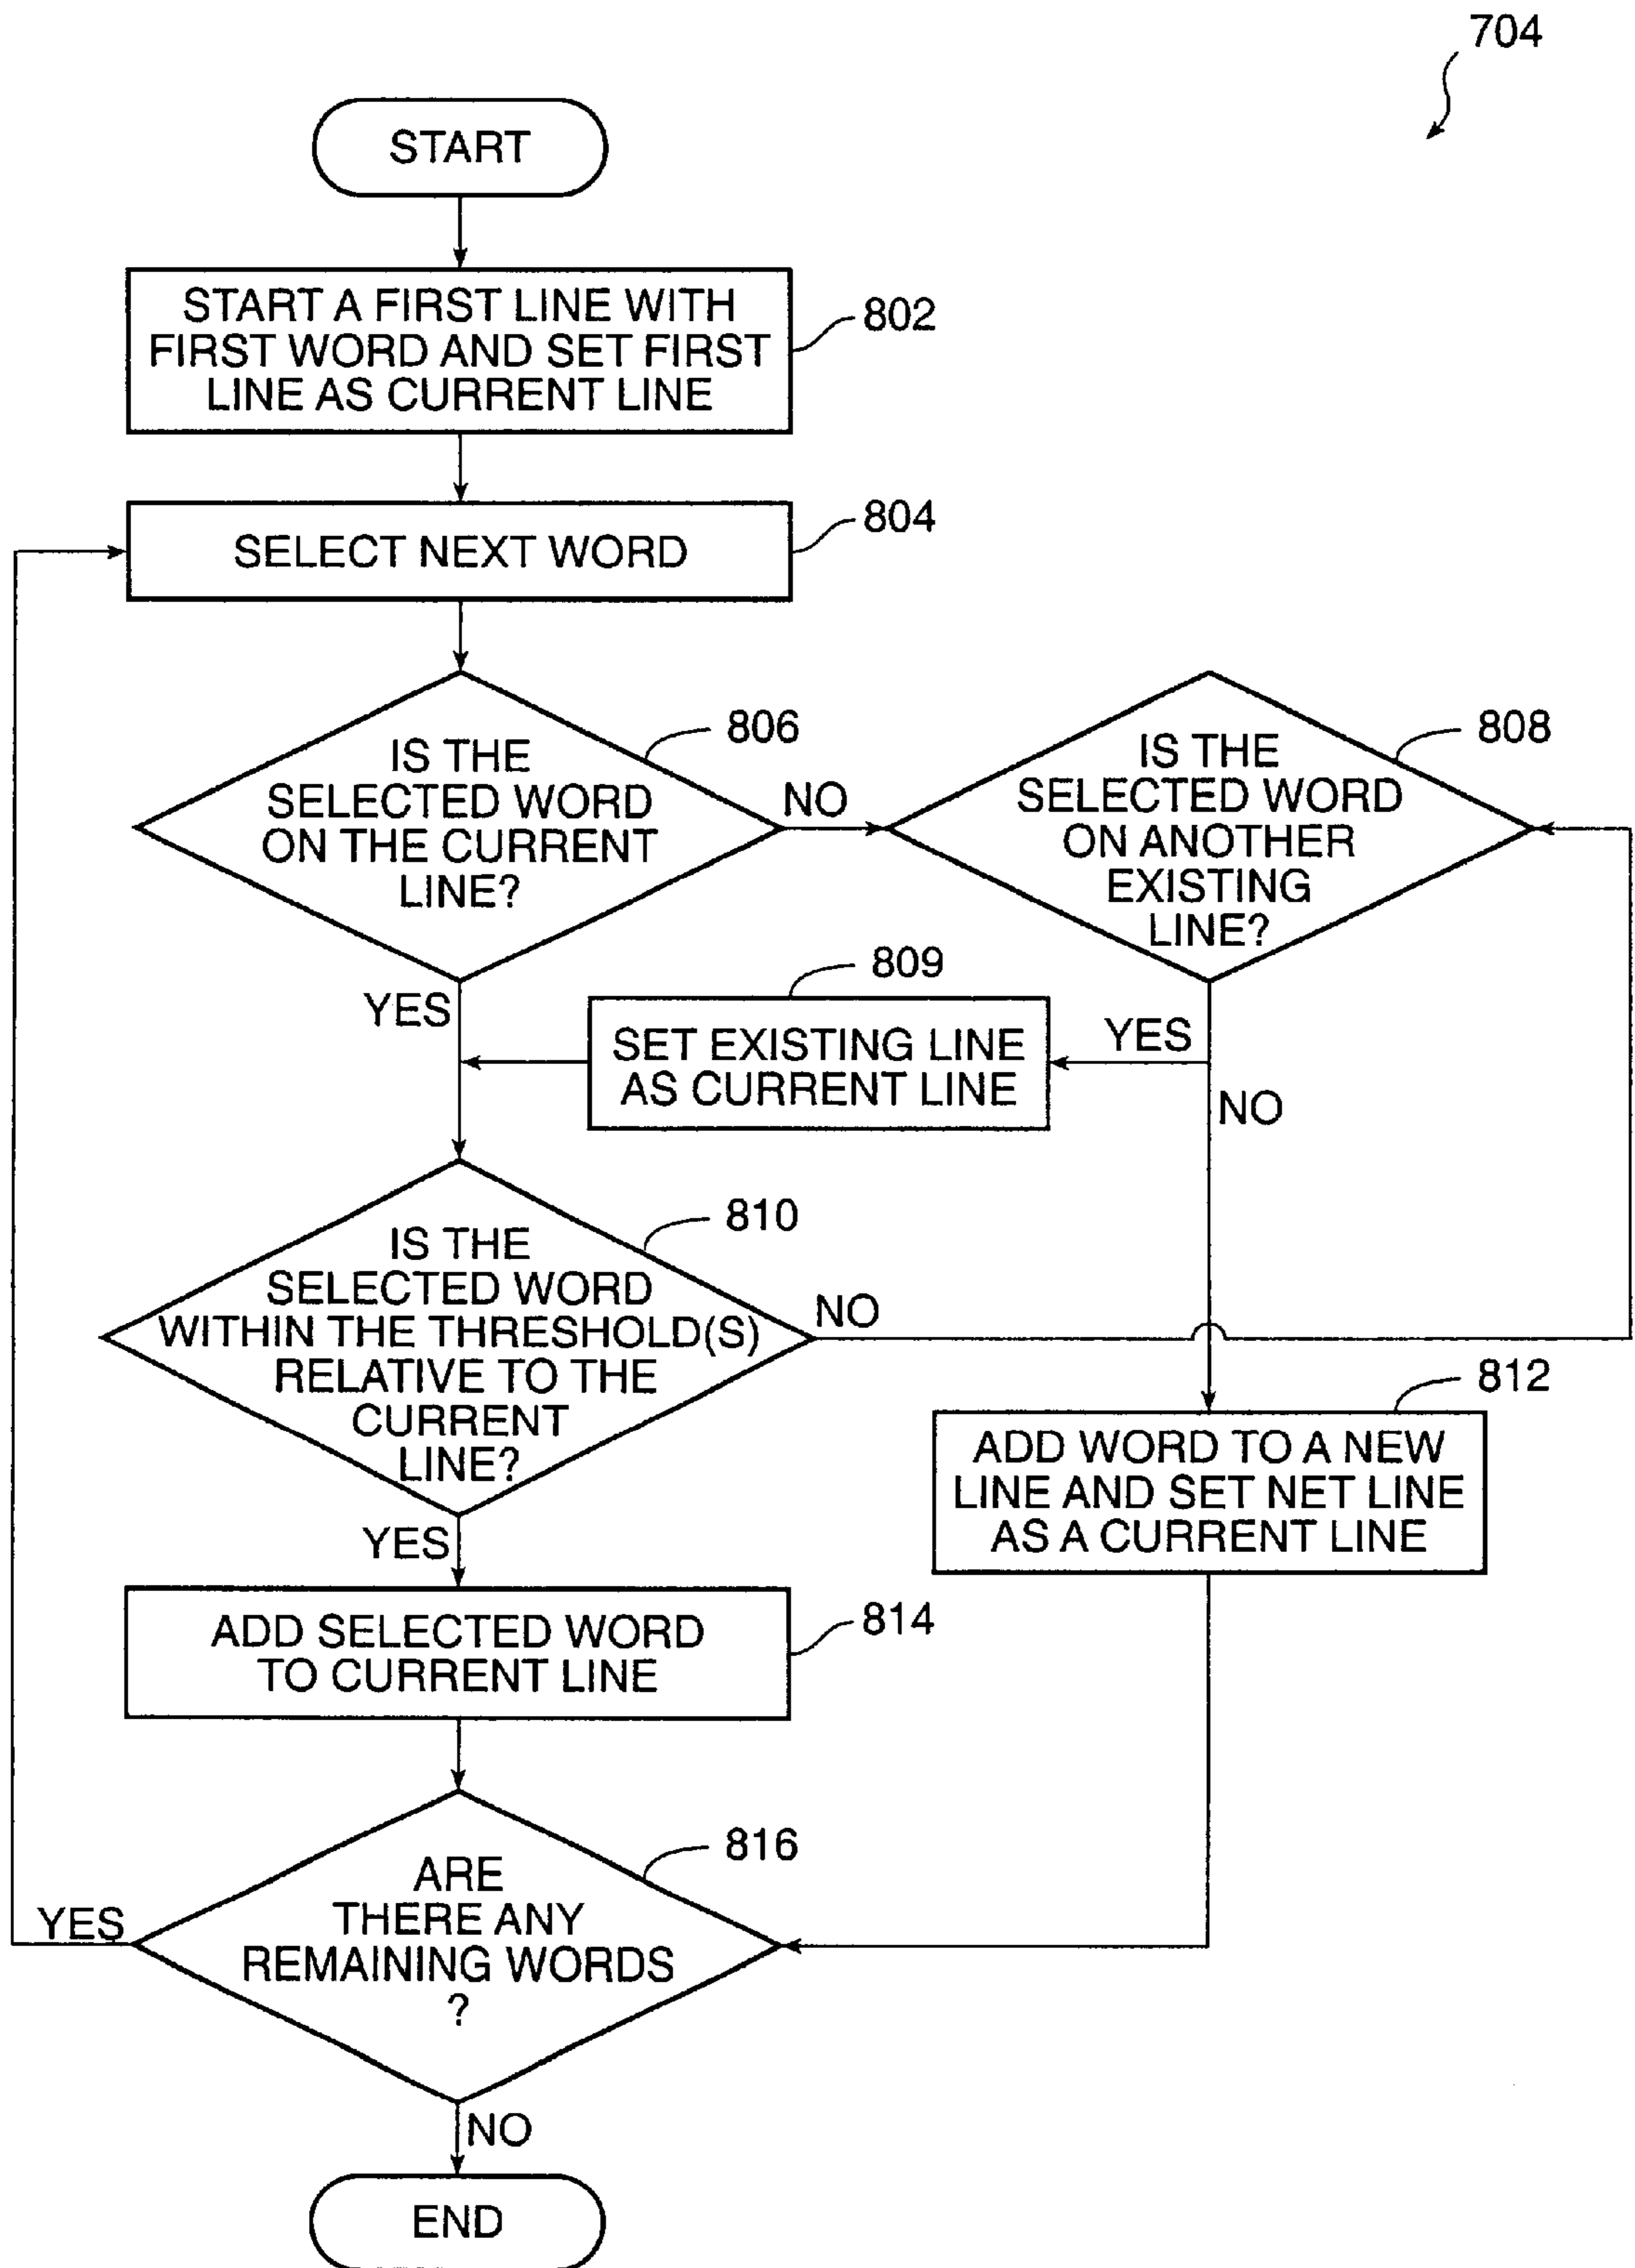 704
START
START A FIRST LINE WITH
FIRST WORD AND SET FIRST
LINE AS CURRENT LINE
802
SELECT NEXT WORD
804
IS THE
SELECTED WORD
ON THE CURRENT
LINE?
806
NO
IS THE
SELECTED WORD
ON ANOTHER
EXISTING
LINE?
808
YES
809
SET EXISTING LINE
AS CURRENT LINE
YES
NO
IS THE
SELECTED WORD
WITHIN THE THRESHOLD(S)
RELATIVE TO THE
CURRENT
LINE?
810
NO
812
ADD WORD TO A NEW
LINE AND SET NET LINE
AS A CURRENT LINE
YES
ADD SELECTED WORD
TO CURRENT LINE
814
ARE
THERE ANY
REMAINING WORDS
?
816
YES
NO
END